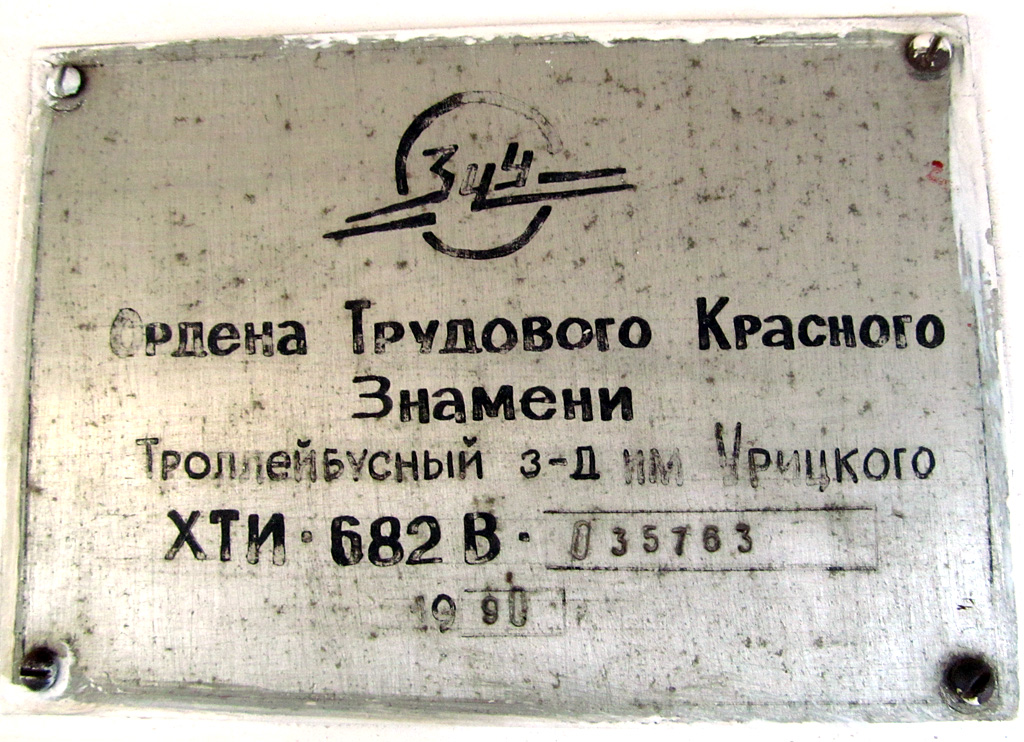 ЗиУ
Ордена Трудового Красного
Знамени
Троллейбусный з-д им Урицкого
ХТИ · 682 В · 035763
1990